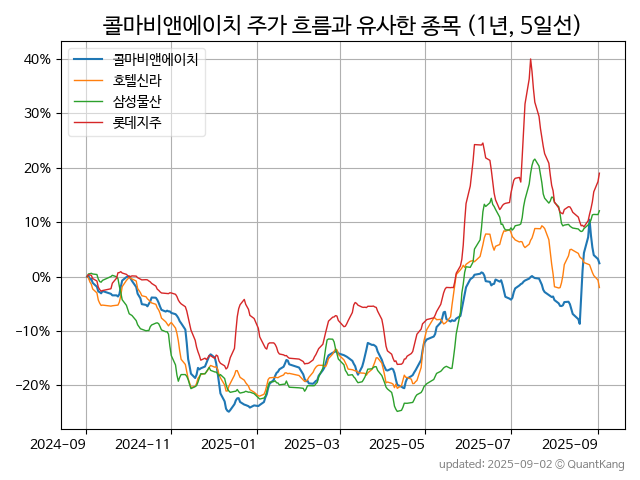 콜마비앤에이치 주가 흐름과 유사한 종목 (1년, 5일선)
콜마비앤에이치
호텔신라
삼성물산
롯데지주
40%
30%
20%
10%
0%
−10%
−20%
2024-09 2024-11 2025-01 2025-03 2025-05 2025-07 2025-09
updated: 2025-09-02 © QuantKang